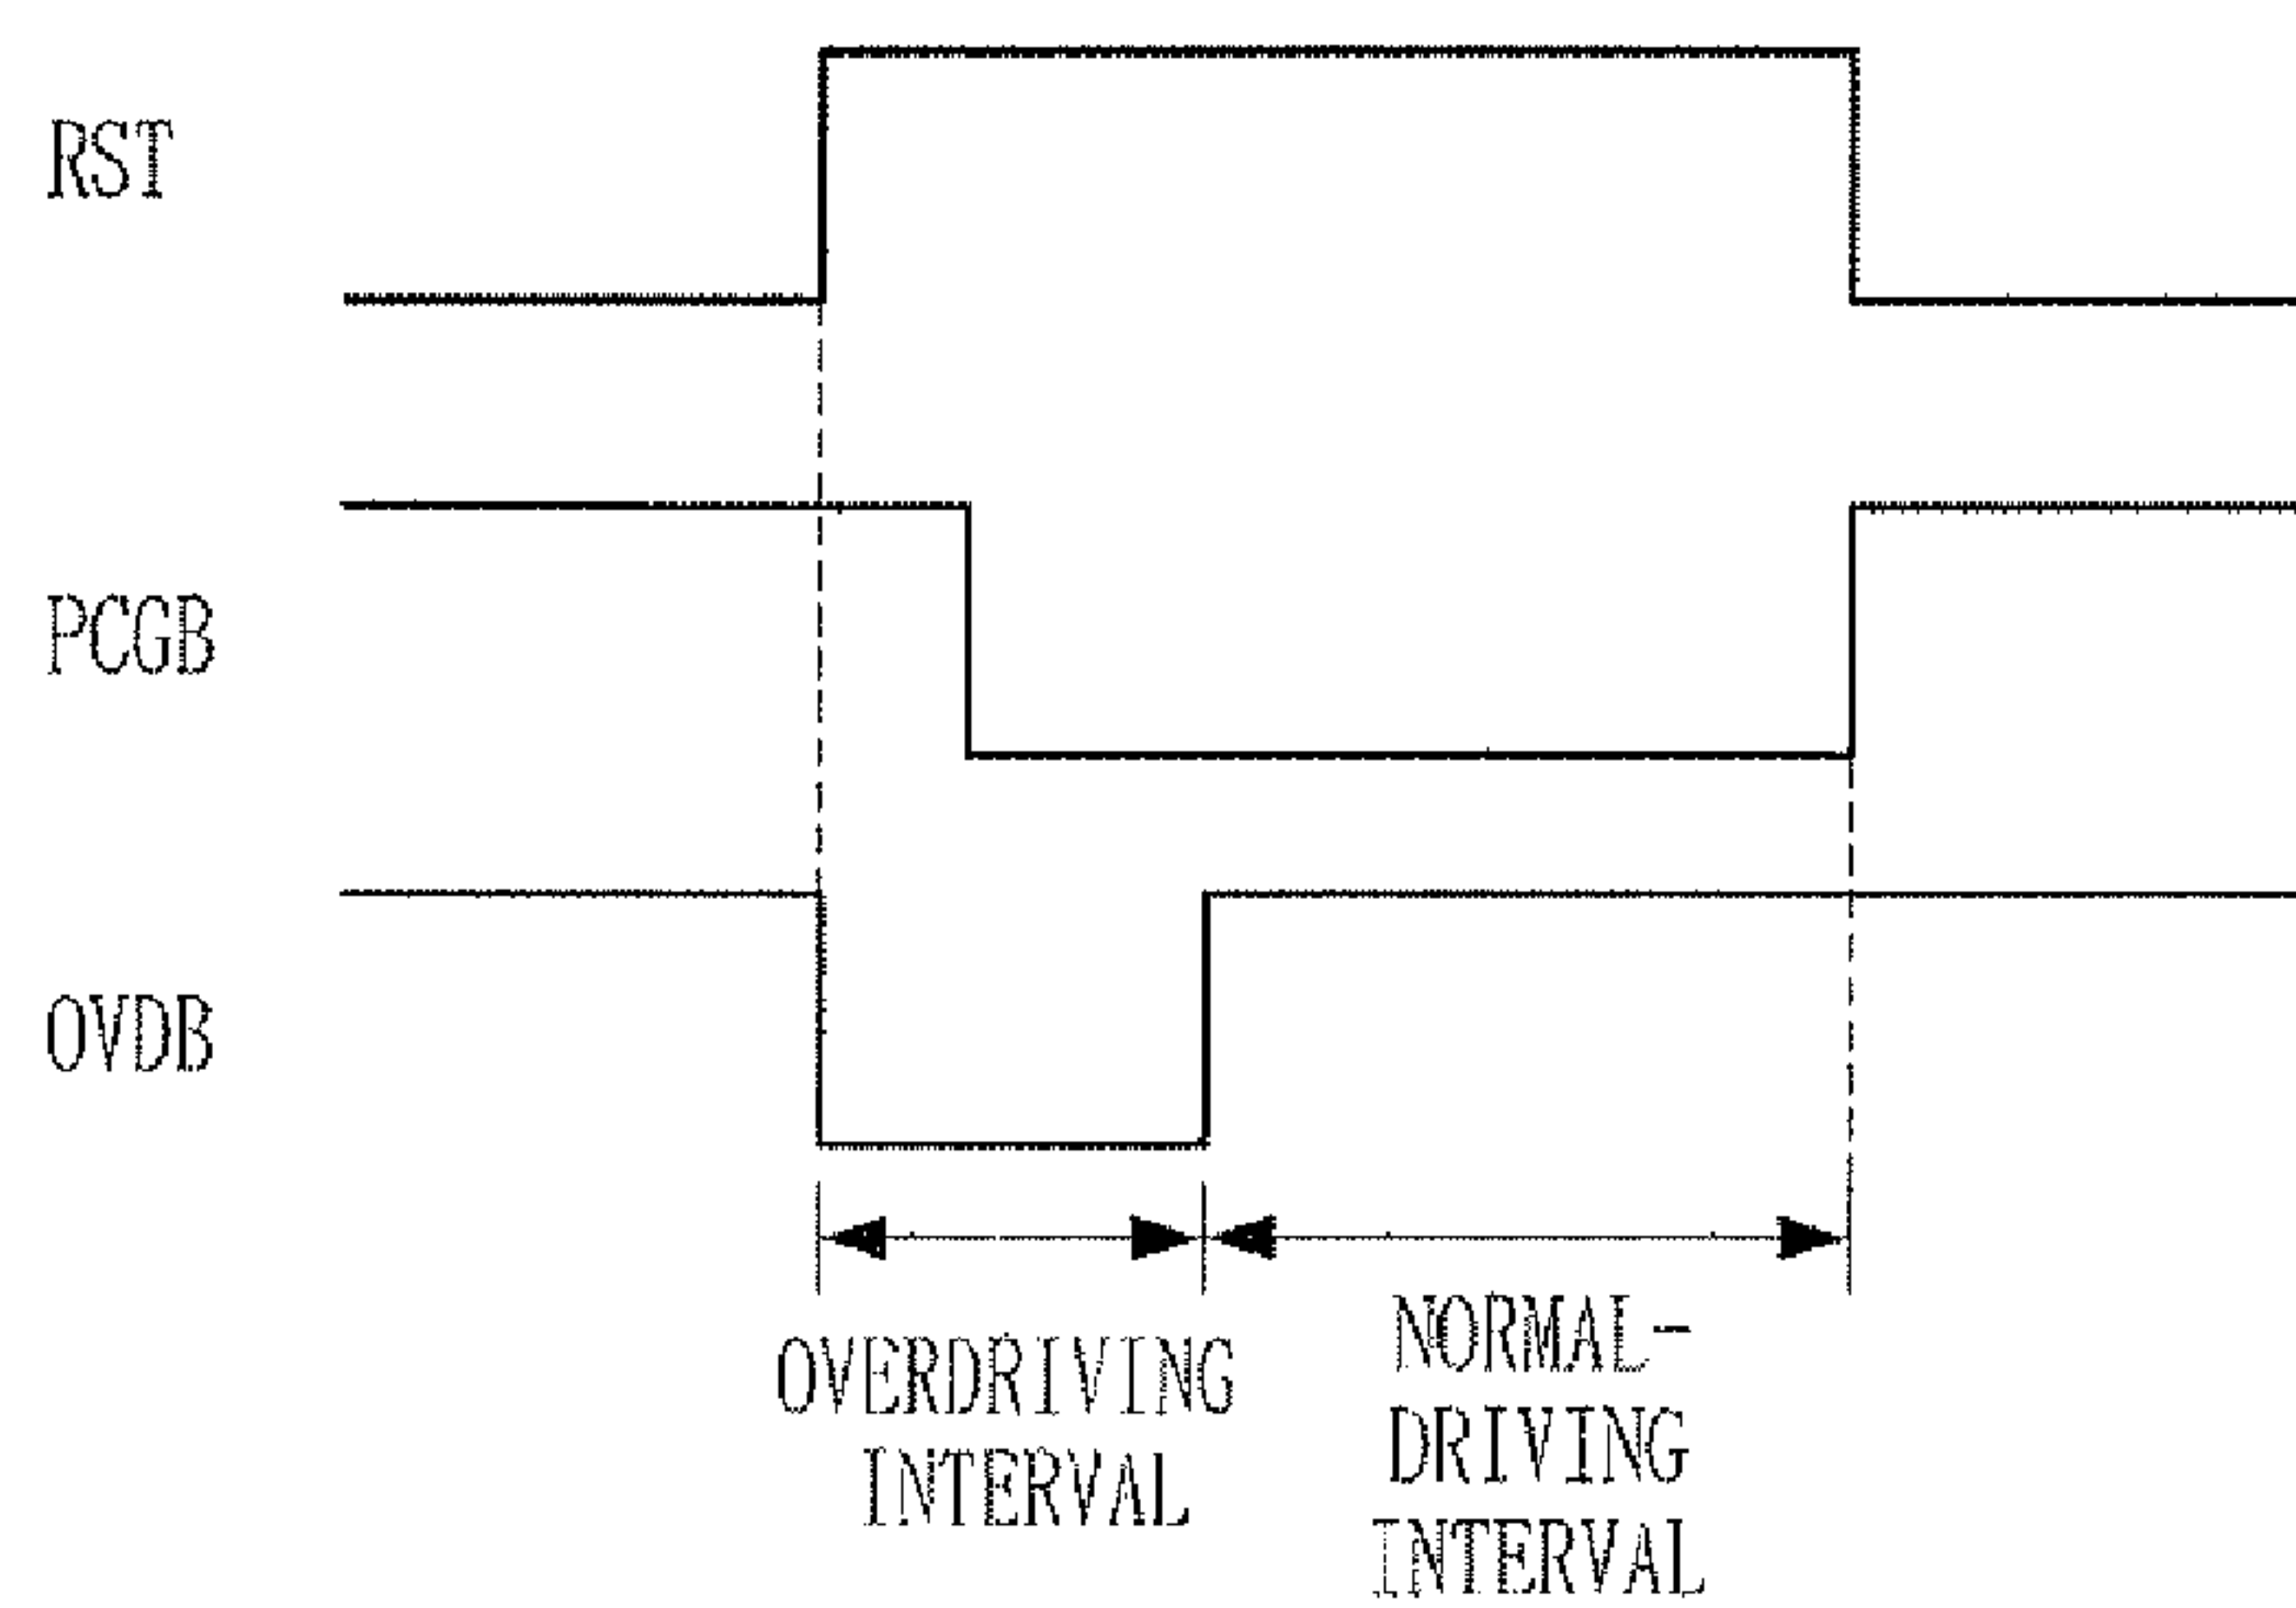 RST
PCGB
OVDB
OVERDRIVING
INTERVAL
NORMAL-
DRIVING
INTERVAL